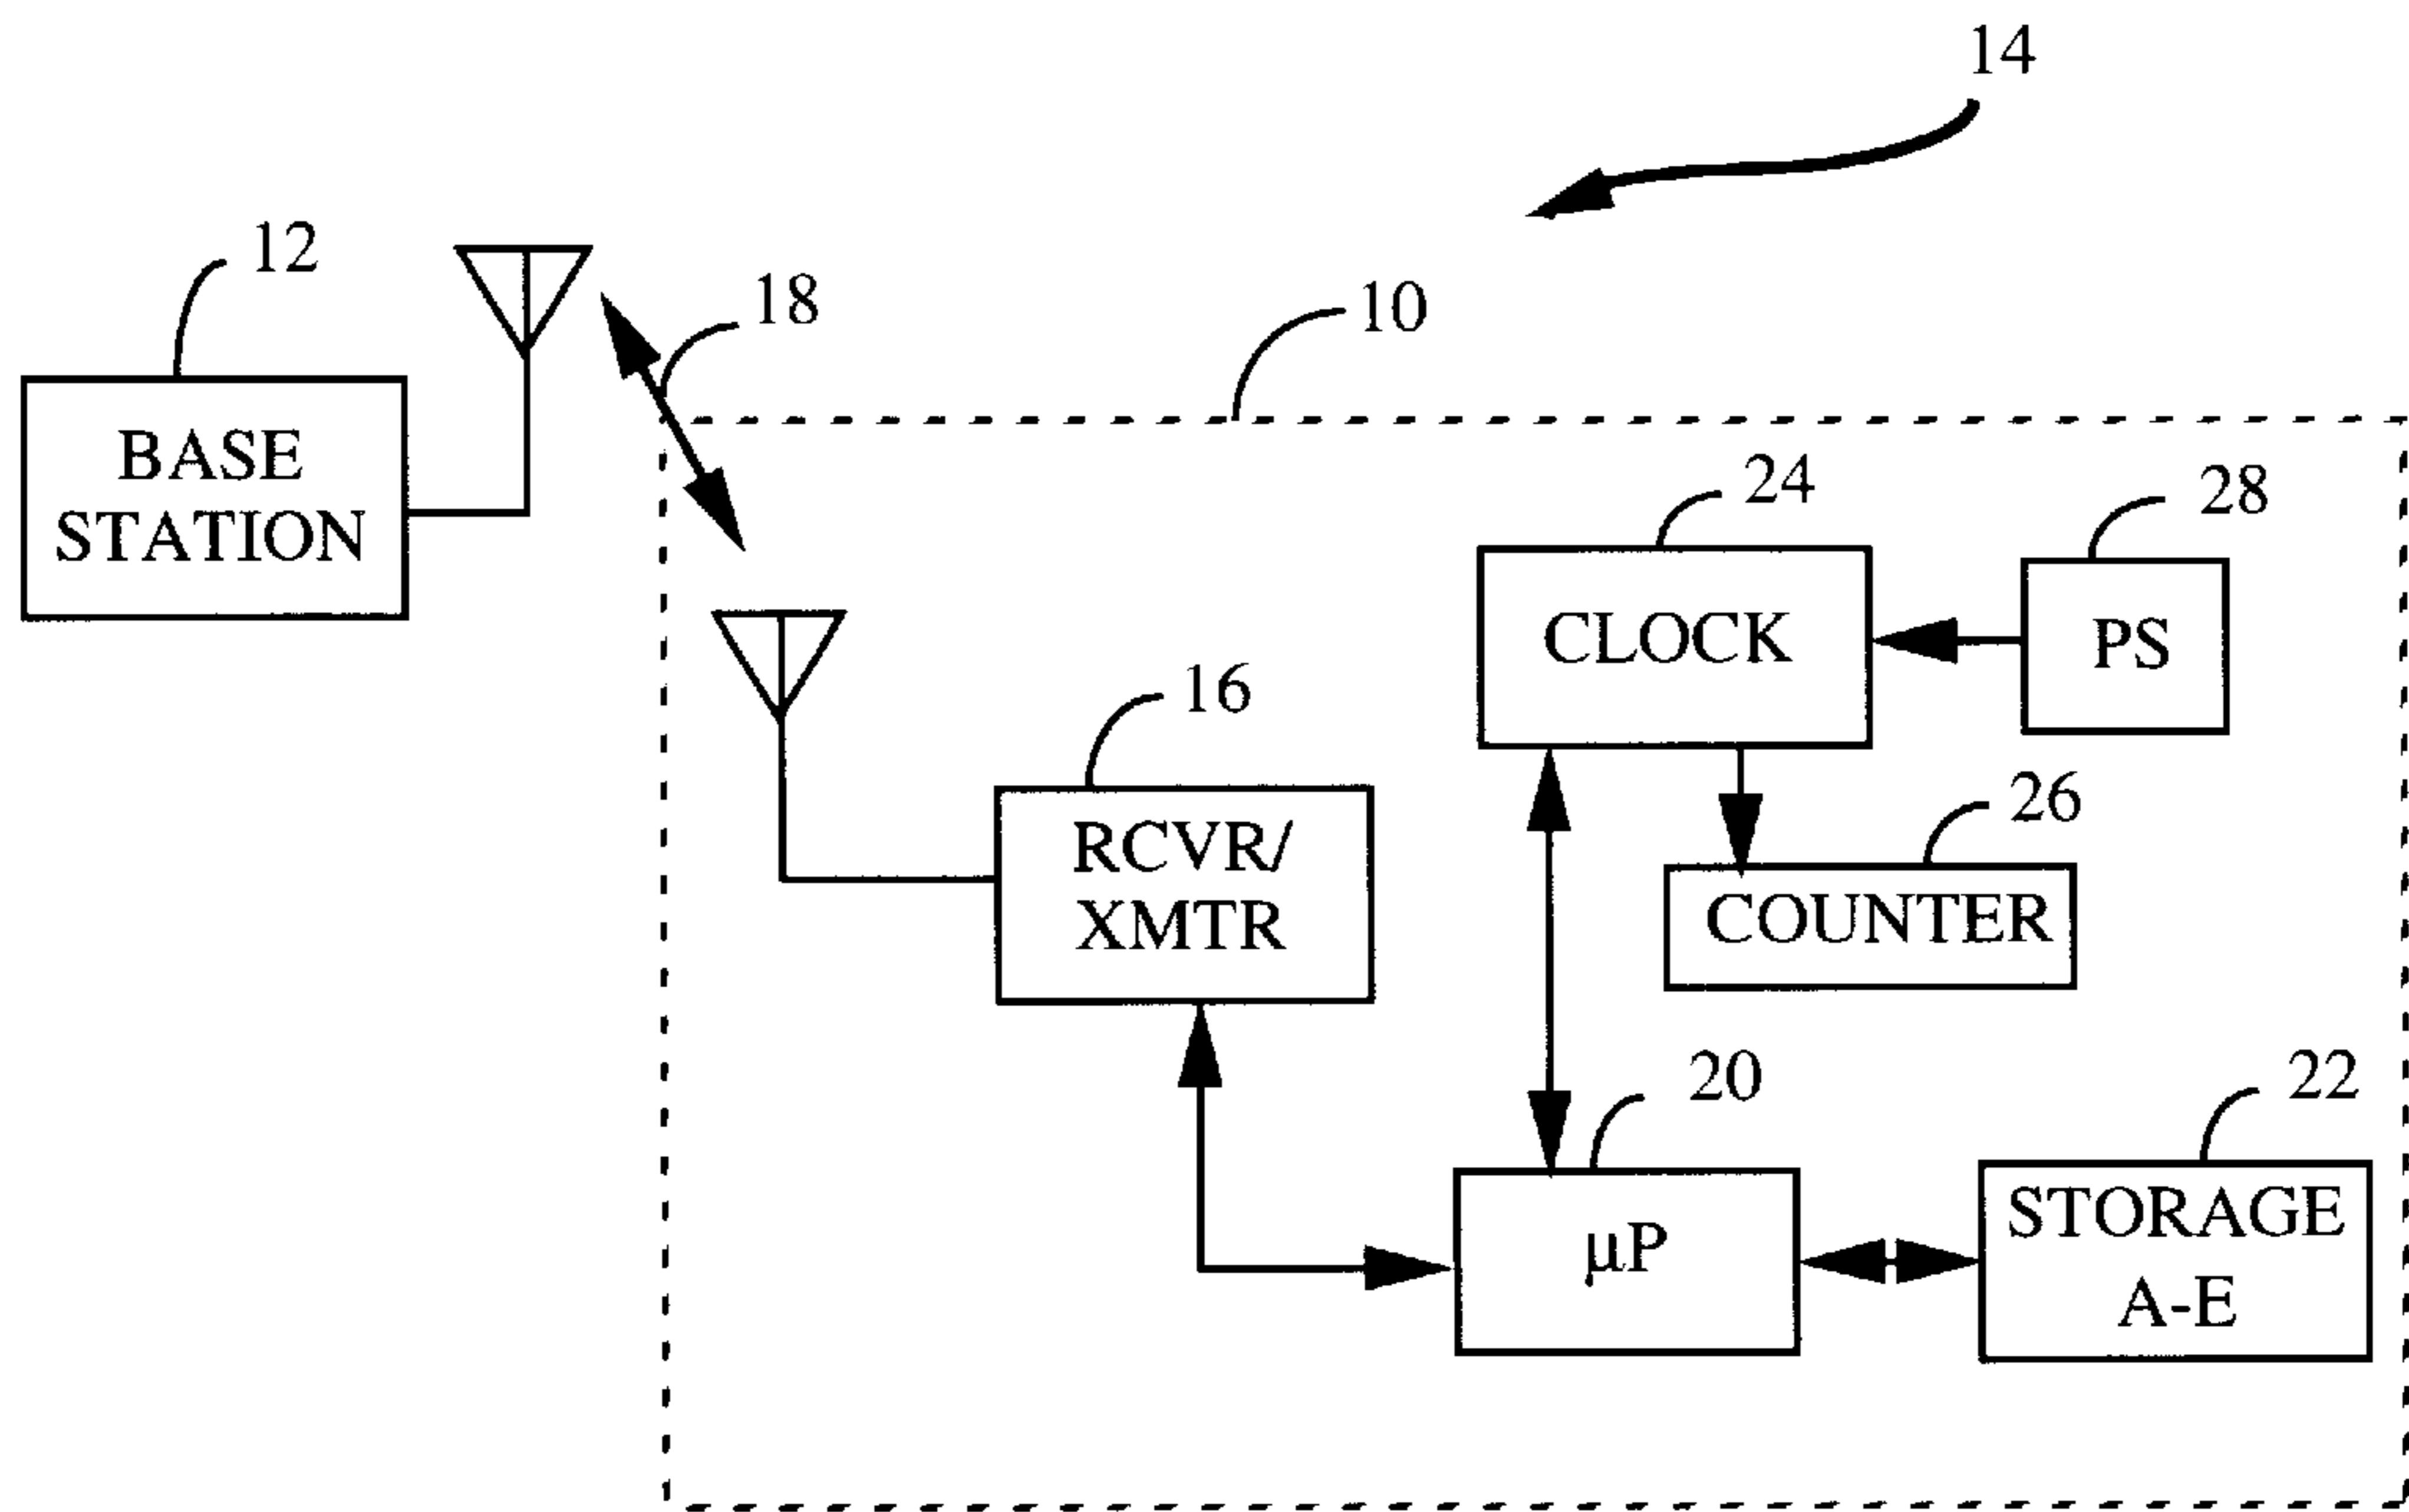 14
12
18
10
BASE
STATION
24
28
CLOCK
PS
16
26
RCVR/
XMTR
COUNTER
20
22
µP
STORAGE
A-E